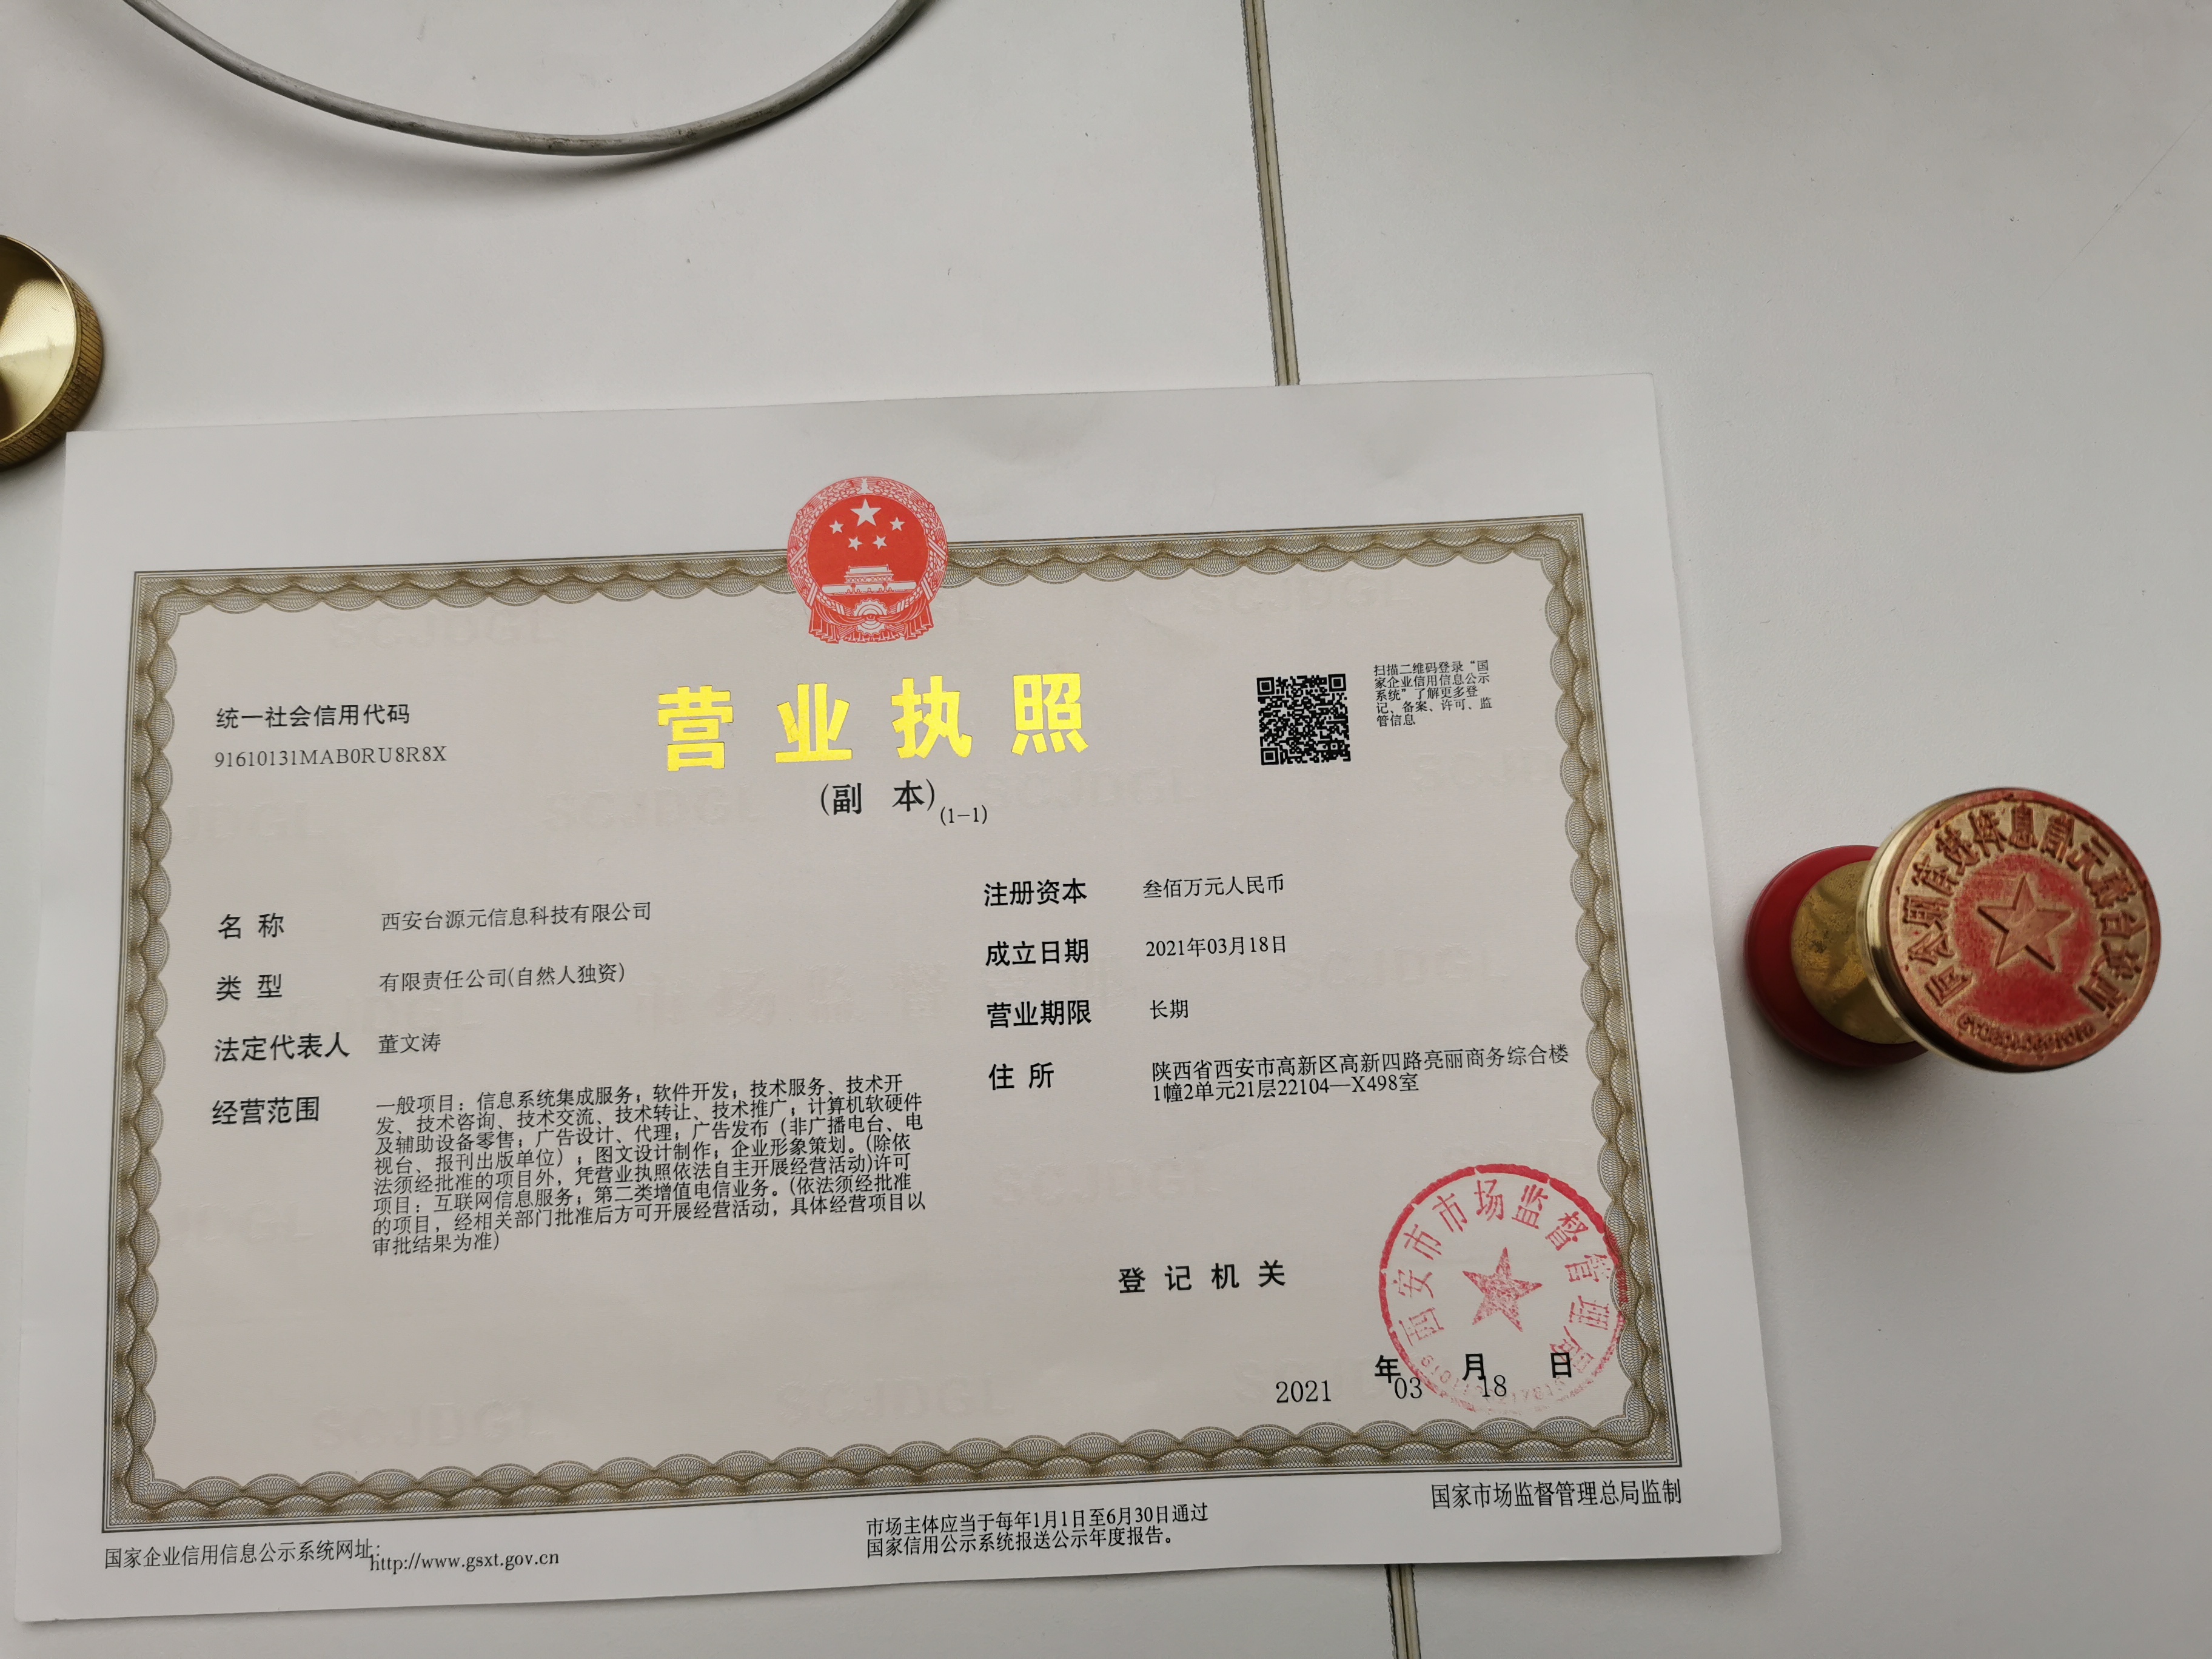 统一社会信用代码
91610131MAB0RU8R8X
营业执照
(副 本)(1-1)
扫描二维码登录“国
家企业信用信息公示
系统”了解更多登
记、备案、许可、监
管信息
名 称 西安台源元信息科技有限公司
类 型 有限责任公司(自然人独资)
法定代表人 董文涛
经营范围 一般项目：信息系统集成服务；软件开发；技术服务、技术开
发、技术咨询、技术交流、技术转让、技术推广；计算机软硬件
及辅助设备零售；广告设计、代理；广告发布（非广播电台、电
视台、报刊出版单位）；图文设计制作；企业形象策划。(除依
法须经批准的项目外，凭营业执照依法自主开展经营活动)许可
项目：互联网信息服务；第二类增值电信业务。(依法须经批准
的项目，经相关部门批准后方可开展经营活动，具体经营项目以
审批结果为准)
注册资本 叁佰万元人民币
成立日期 2021年03月18日
营业期限 长期
住 所 陕西省西安市高新区高新四路亮丽商务综合楼
1幢2单元21层22104—X498室
登记机关
西安市市场监督管理局
2021 年 03 月 18 日
国家企业信用信息公示系统网址：http://www.gsxt.gov.cn
市场主体应当于每年1月1日至6月30日通过
国家信用公示系统报送公示年度报告。
国家市场监督管理总局监制
西安台源元信息科技有限公司
SCJDGL